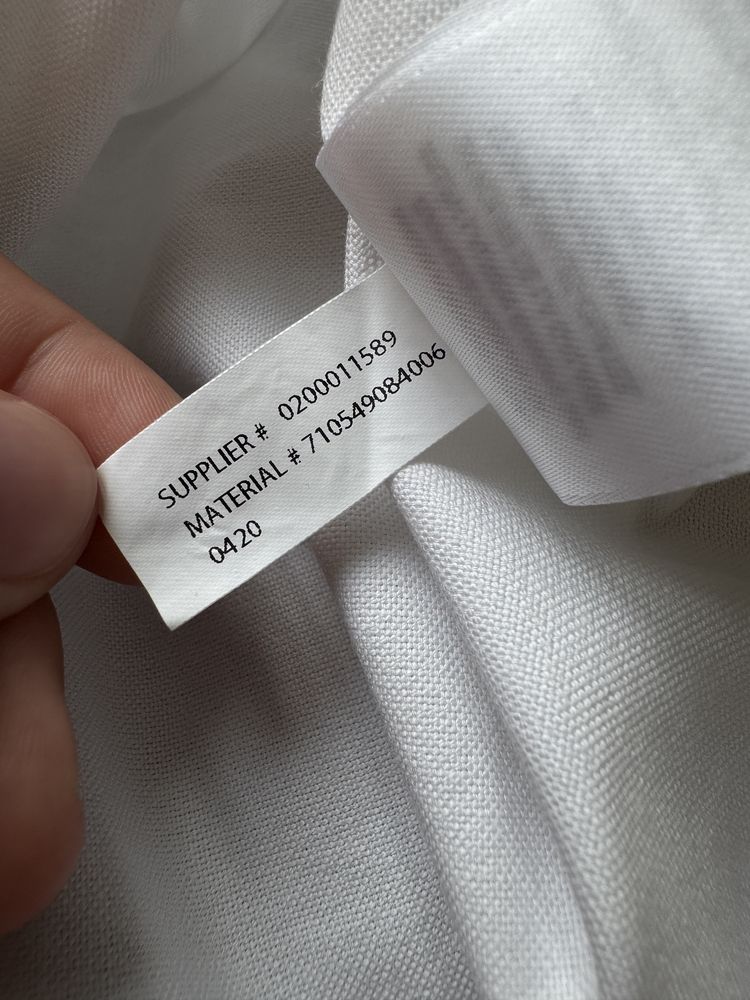 SUPPLIER # 0200011589
MATERIAL # 710549084006
0420